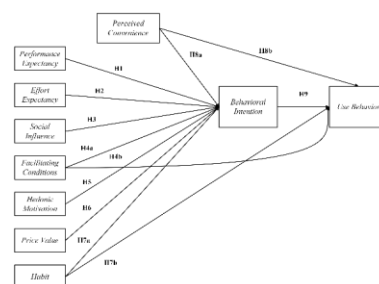 Perceived
Convenience
Performance
Expectancy
H8a
H8b
H1
Effort
Expectancy
H2
Behavioral
Intention
H9
Use Behavior
Social
Influence
H3
H4a
H4b
Facilitating
Conditions
H5
Hedonic
Motivation
H6
Price Value
H7a
H7b
Habit